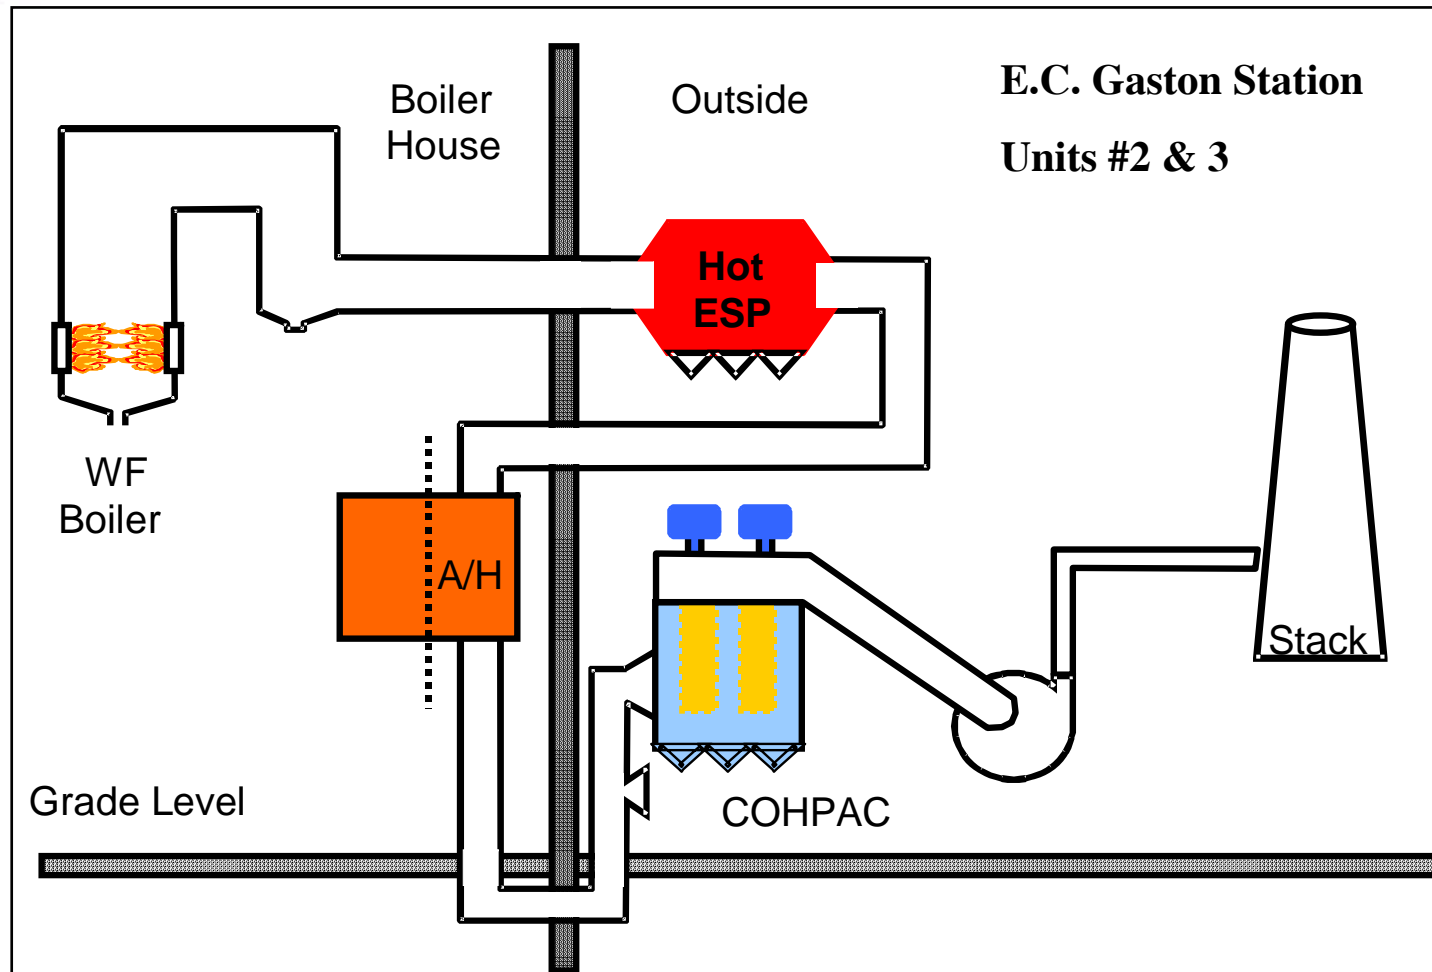 Boiler
House
Outside
E.C. Gaston Station
Units #2 & 3
Hot
ESP
WF
Boiler
A/H
Stack
Grade Level
COHPAC